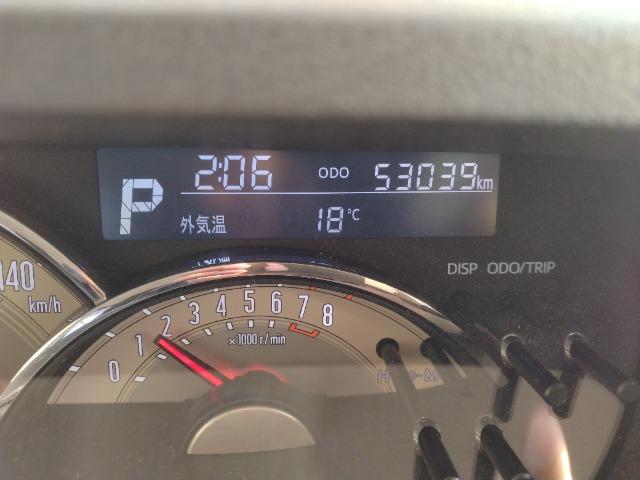 2:06 ODO 53039km
P
外気温 18℃
DISP ODO/TRIP
140
km/h
0 1 2 3 4 5 6 7 8
×1000 r/min